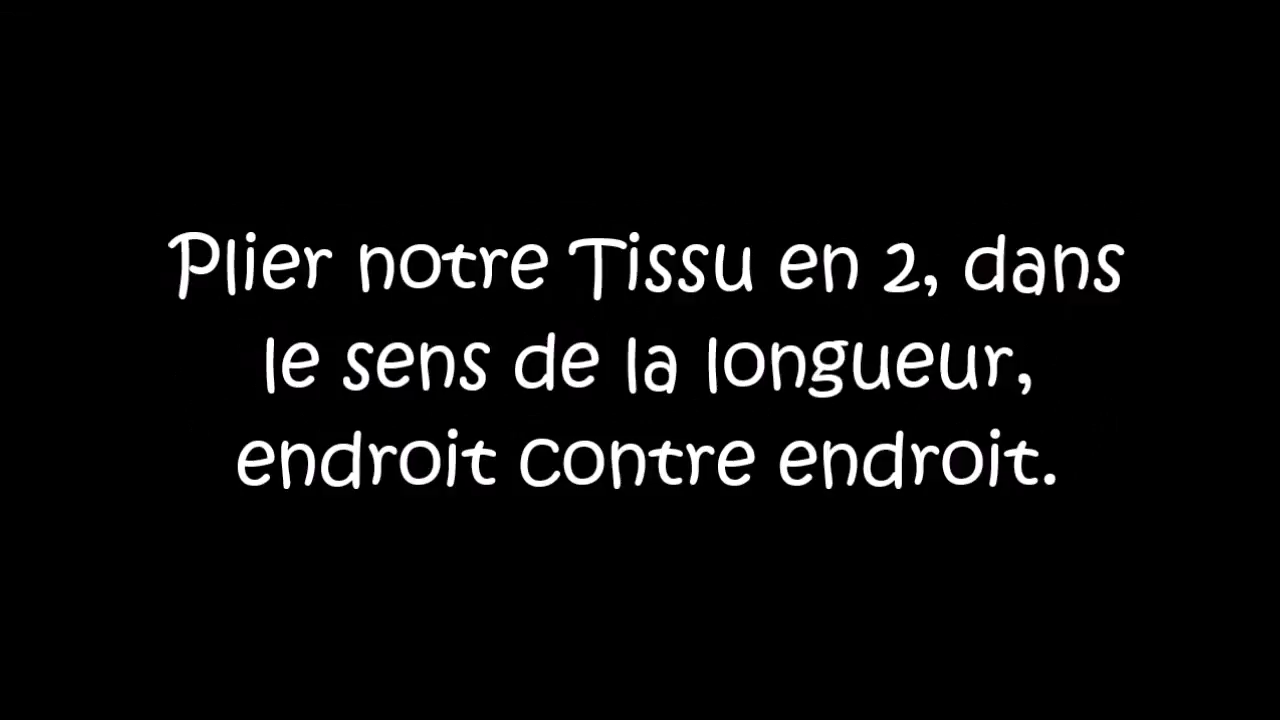 Plier notre Tissu en 2, dans
le sens de la longueur,
endroit contre endroit.